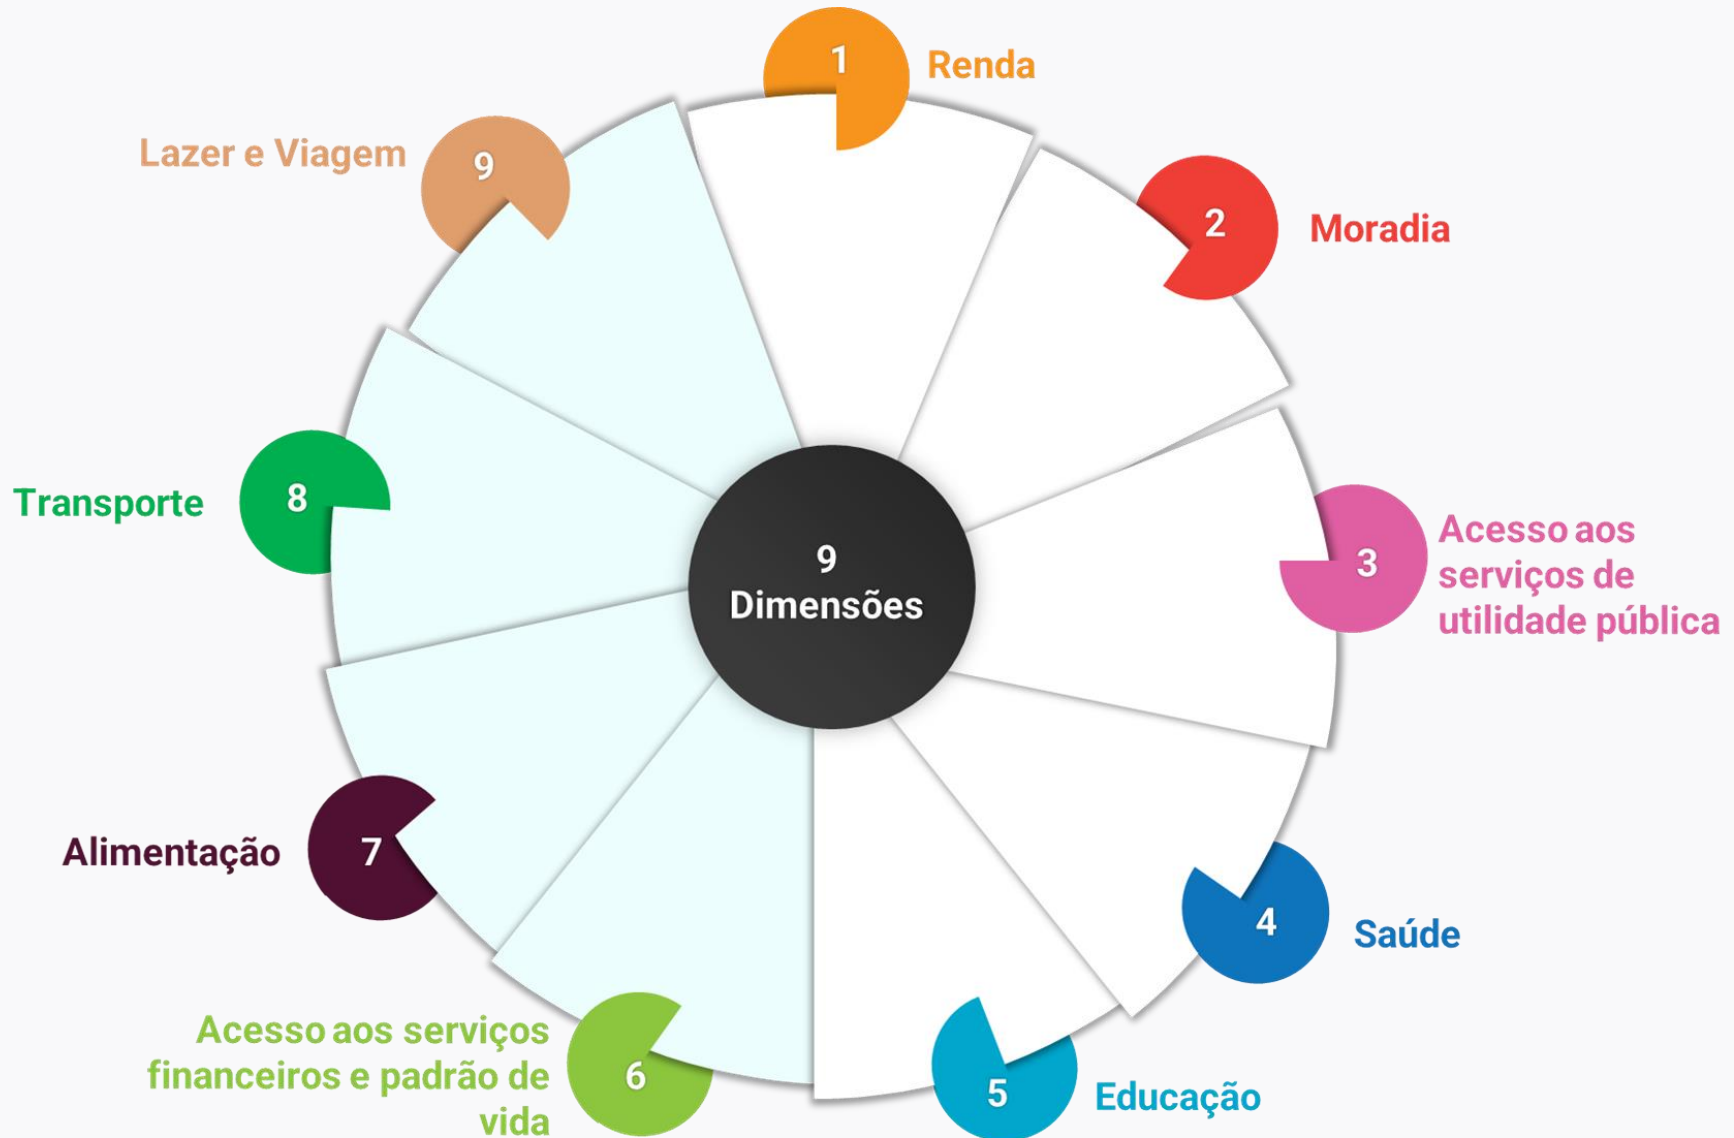 9
Dimensões
1
Renda
2
Moradia
3
Acesso aos
serviços de
utilidade pública
4
Saúde
5
Educação
6
Acesso aos serviços
financeiros e padrão de
vida
7
Alimentação
8
Transporte
9
Lazer e Viagem